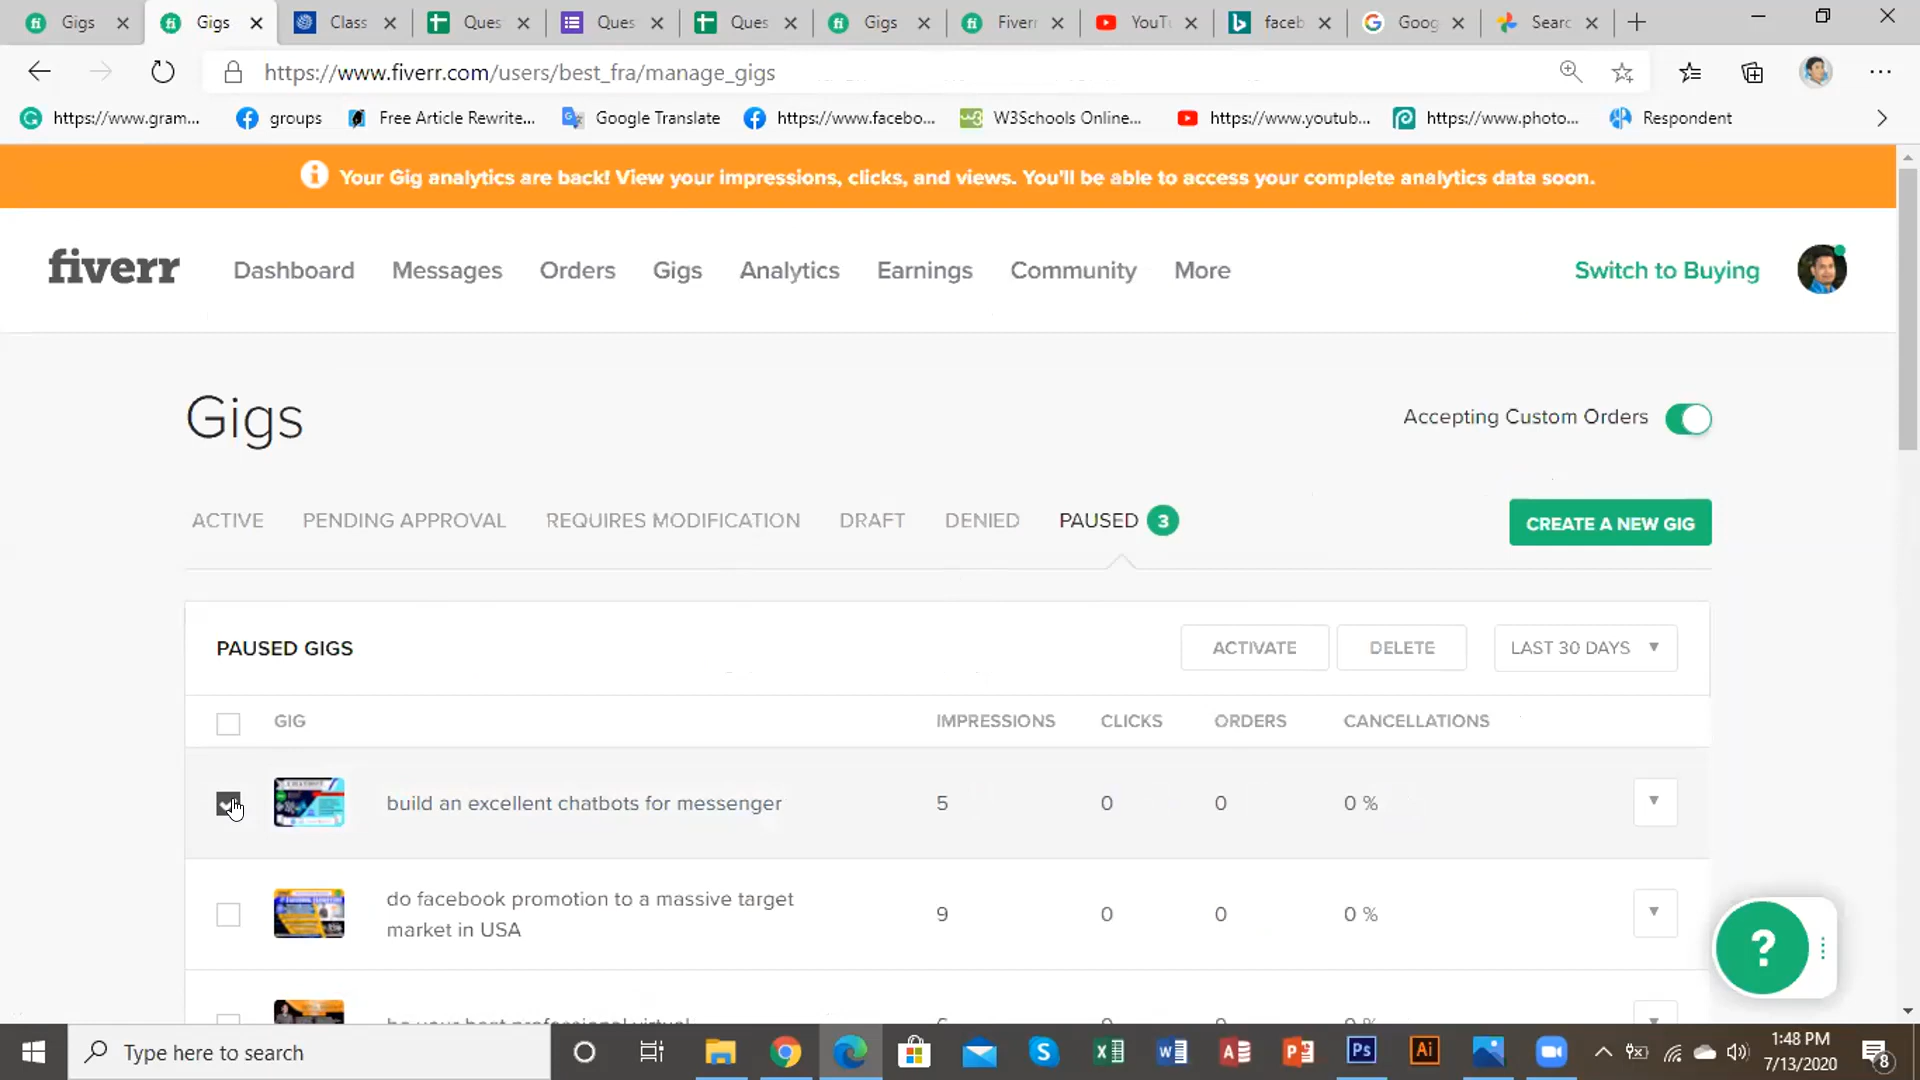 Gigs
Gigs
Class
Ques
Ques
Ques
Gigs
Fiverr
YouTu
faceb
Goog
Searc
https://www.fiverr.com/users/best_fra/manage_gigs
https://www.gram...
groups
Free Article Rewrite...
Google Translate
https://www.facebo...
W3Schools Online...
https://www.youtub...
https://www.photo...
Respondent
Your Gig analytics are back! View your impressions, clicks, and views. You'll be able to access your complete analytics data soon.
fiverr
Dashboard
Messages
Orders
Gigs
Analytics
Earnings
Community
More
Switch to Buying
Gigs
Accepting Custom Orders
ACTIVE
PENDING APPROVAL
REQUIRES MODIFICATION
DRAFT
DENIED
PAUSED 3
CREATE A NEW GIG
PAUSED GIGS
ACTIVATE
DELETE
LAST 30 DAYS
GIG
IMPRESSIONS
CLICKS
ORDERS
CANCELLATIONS
build an excellent chatbots for messenger
5
0
0
0 %
do facebook promotion to a massive target
market in USA
9
0
0
0 %
be your best professional virtual
Type here to search
1:48 PM
7/13/2020
8